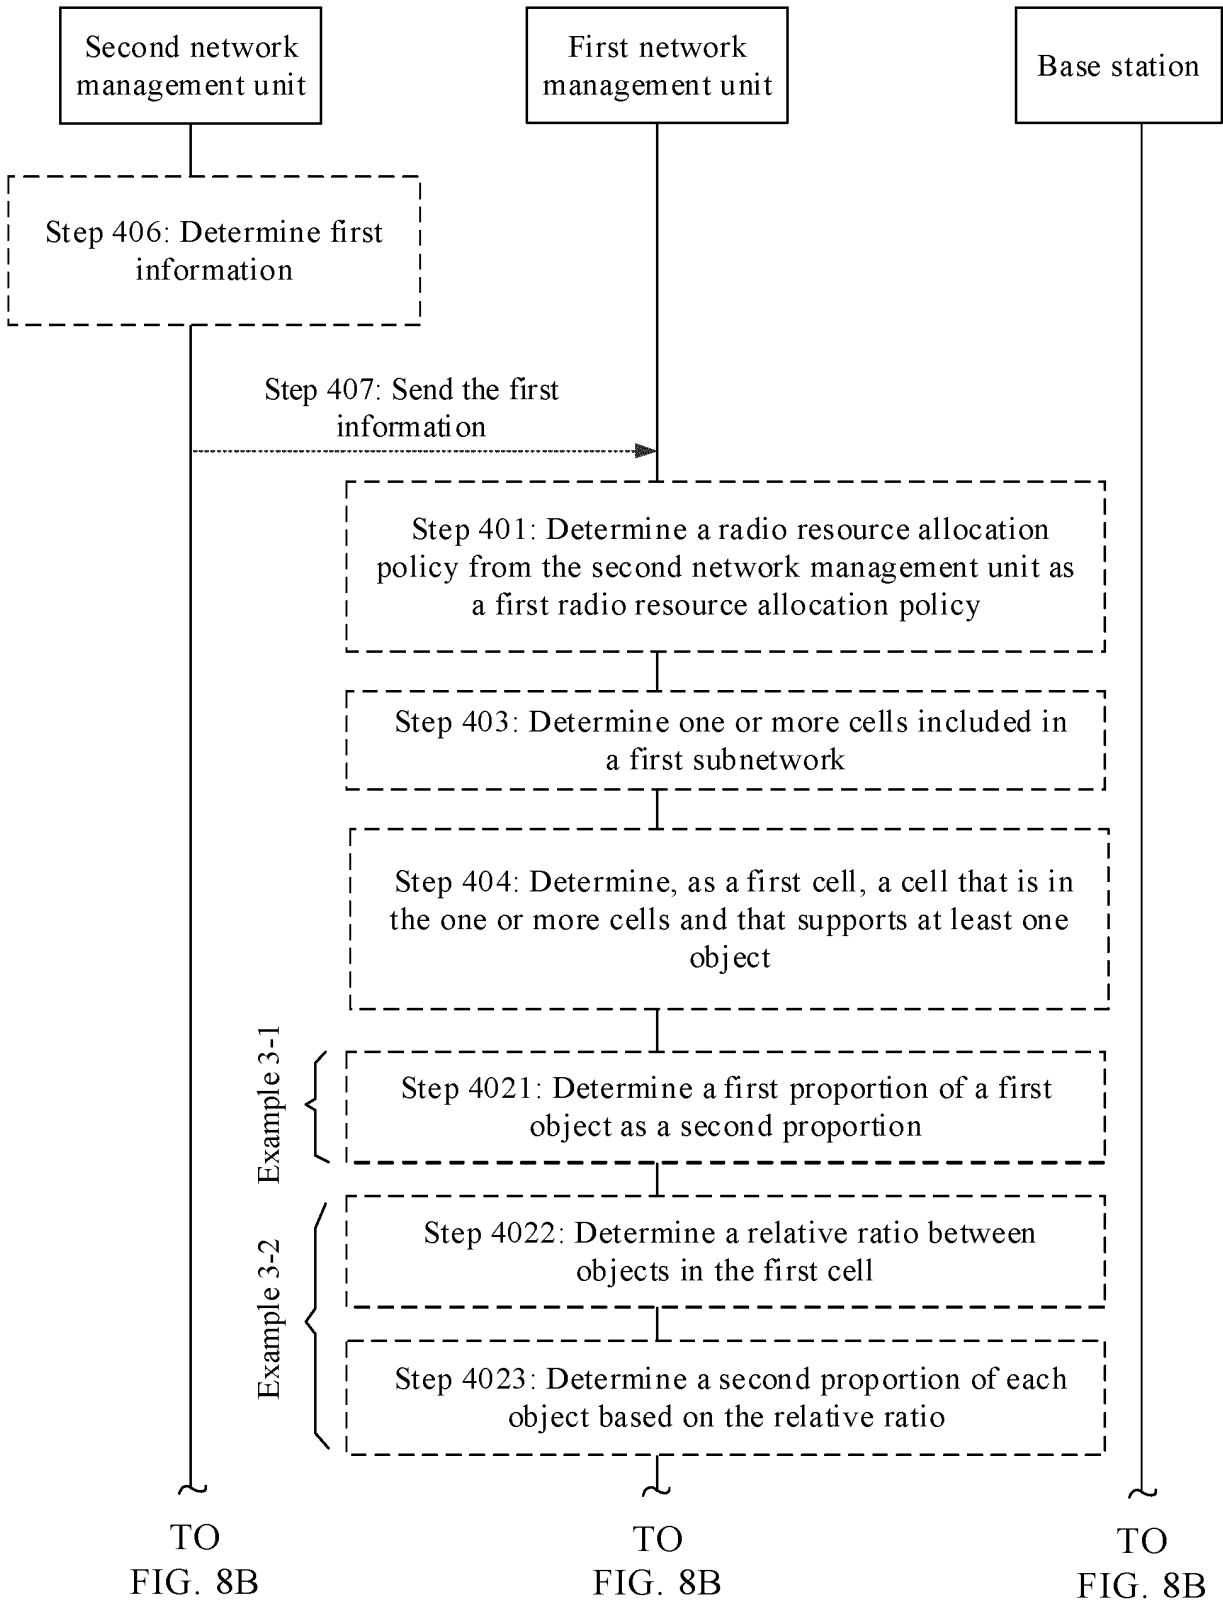 Second network
management unit
First network
management unit
Base station
Step 406: Determine first
information
Step 407: Send the first
information
Step 401: Determine a radio resource allocation
policy from the second network management unit as
a first radio resource allocation policy
Step 403: Determine one or more cells included in
a first subnetwork
Step 404: Determine, as a first cell, a cell that is in
the one or more cells and that supports at least one
object
Example 3-1
Step 4021: Determine a first proportion of a first
object as a second proportion
Example 3-2
Step 4022: Determine a relative ratio between
objects in the first cell
Step 4023: Determine a second proportion of each
object based on the relative ratio
TO
FIG. 8B
TO
FIG. 8B
TO
FIG. 8B